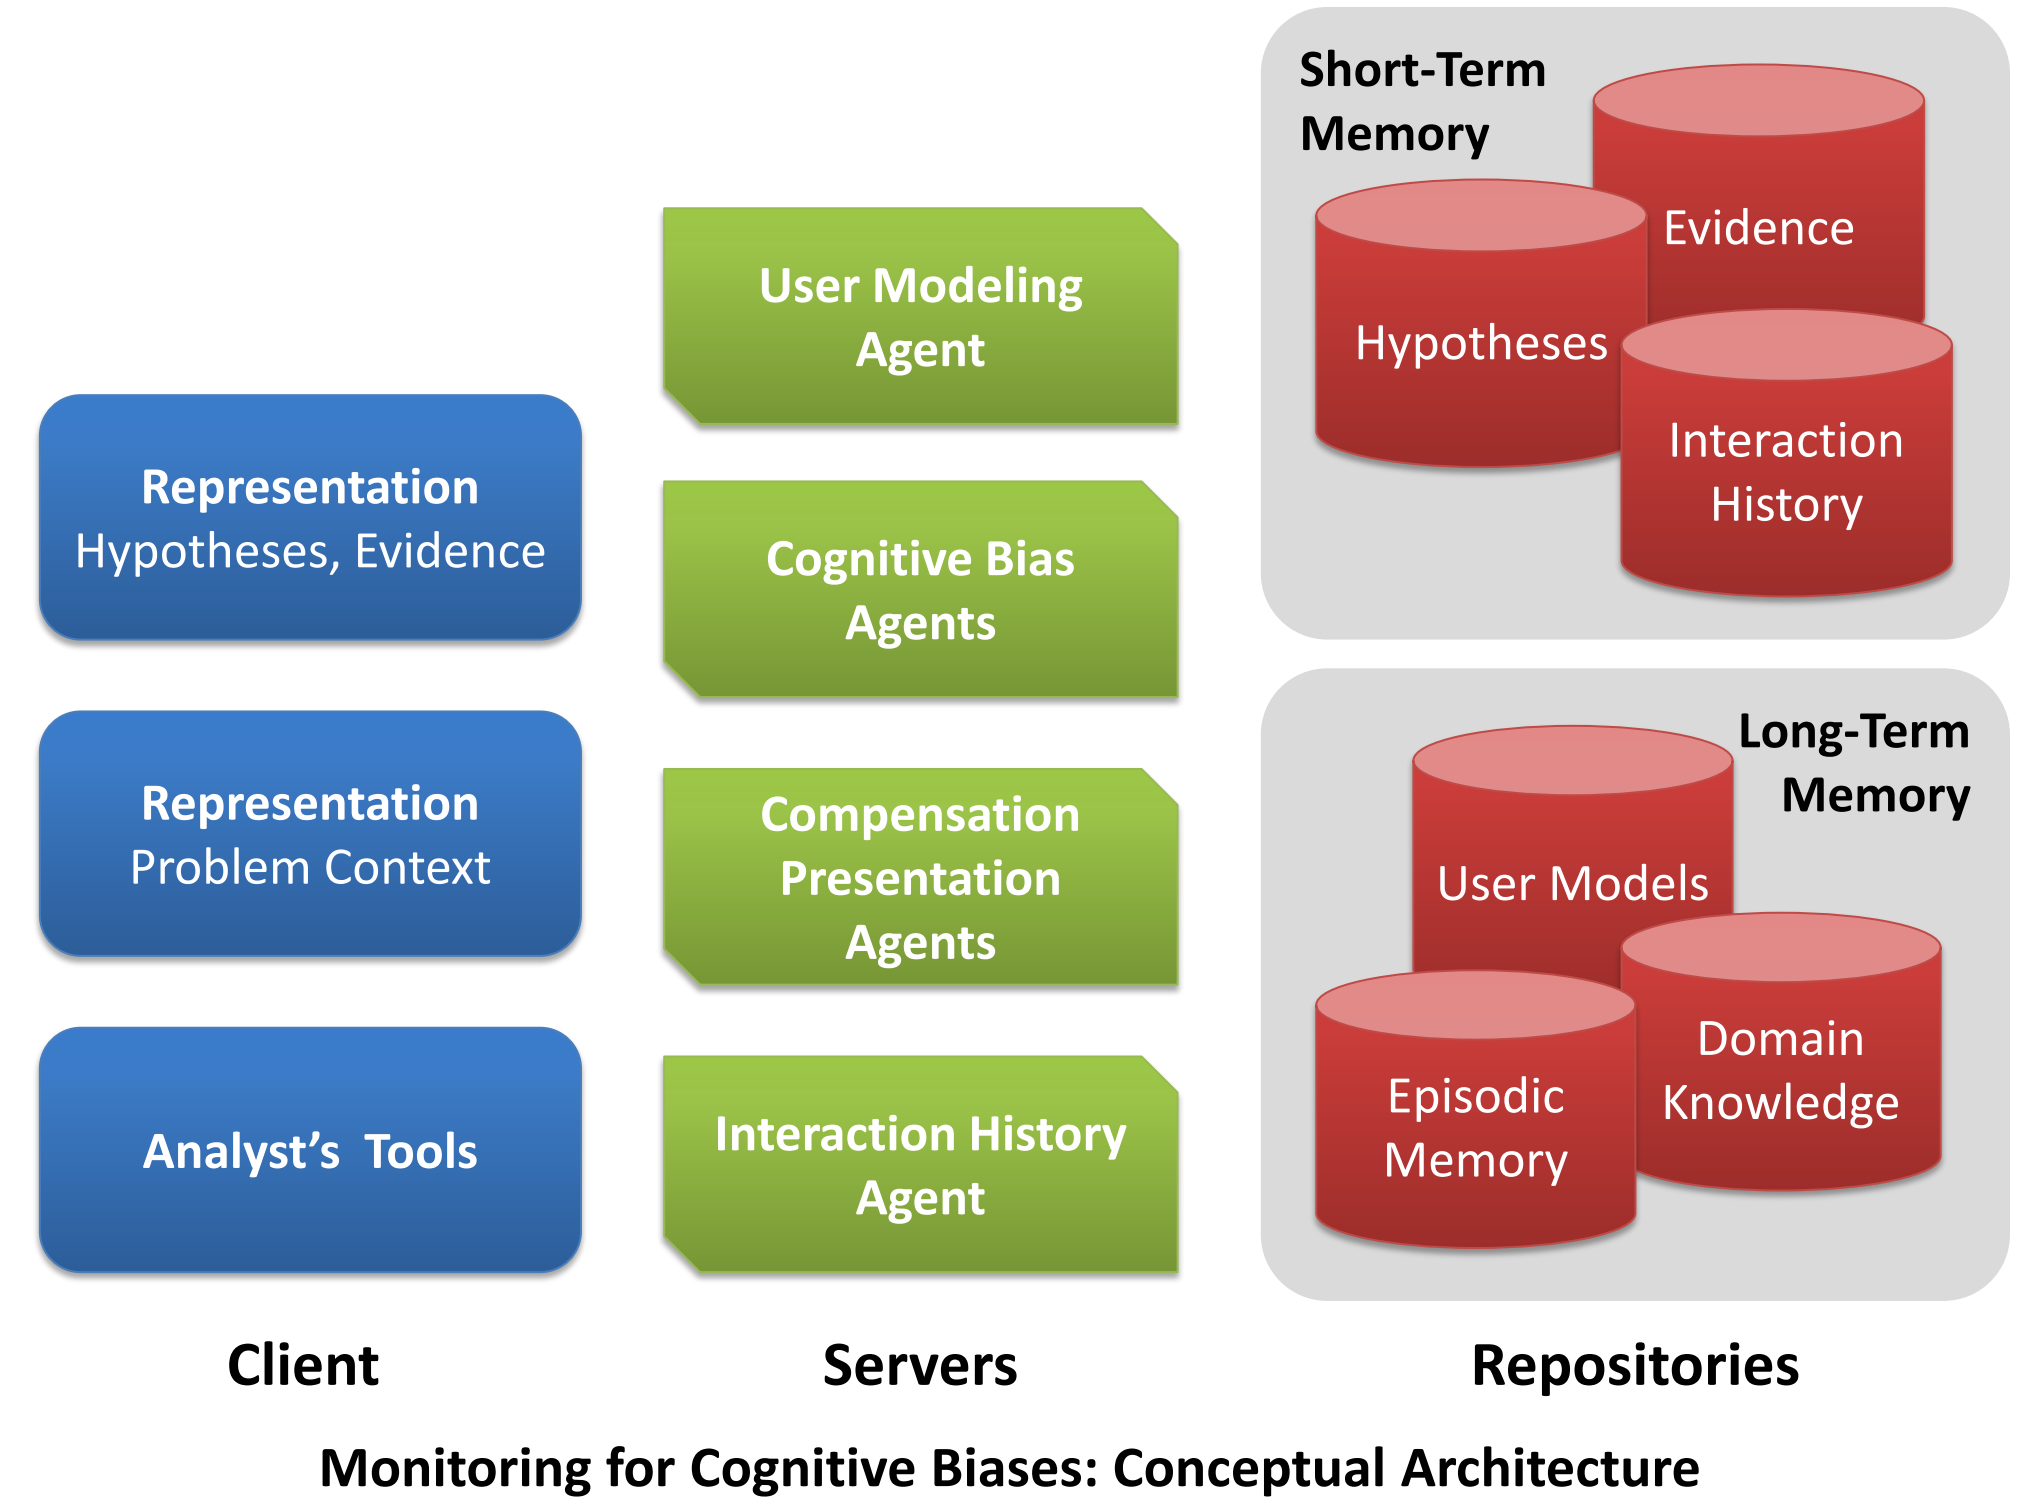 Representation
Hypotheses, Evidence
Representation
Problem Context
Analyst’s  Tools
Client
User Modeling
Agent
Cognitive Bias
Agents
Compensation
Presentation
Agents
Interaction History
Agent
Servers
Short-Term
Memory
Evidence
Hypotheses
Interaction
History
Long-Term
Memory
User Models
Domain
Knowledge
Episodic
Memory
Repositories
Monitoring for Cognitive Biases: Conceptual Architecture